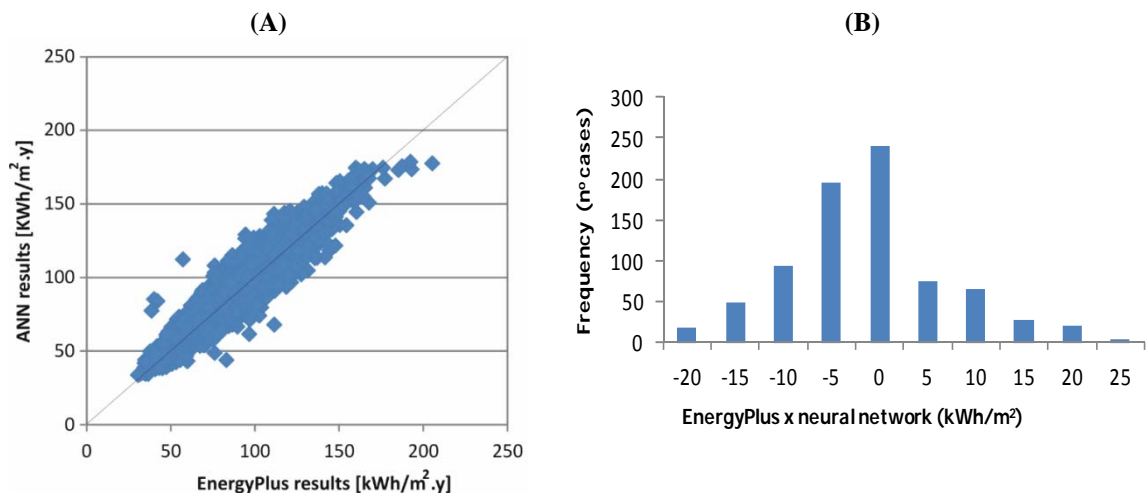 (A)
(B)
250
200
150
100
50
0
ANN results [KWh/m².y]
0 50 100 150 200 250
EnergyPlus results [kWh/m².y]
300
250
200
150
100
50
0
Frequency (nº cases)
-20 -15 -10 -5 0 5 10 15 20 25
EnergyPlus x neural network (kWh/m²)